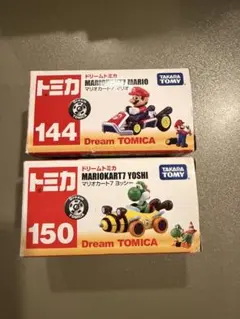 トミカ
144
ドリームトミカ
MARIOKART7 MARIO
マリオカート7 マリオ
TAKARA TOMY
Dream TOMICA
トミカ
150
ドリームトミカ
MARIOKART7 YOSHI
マリオカート7 ヨッシー
TAKARA TOMY
Dream TOMICA